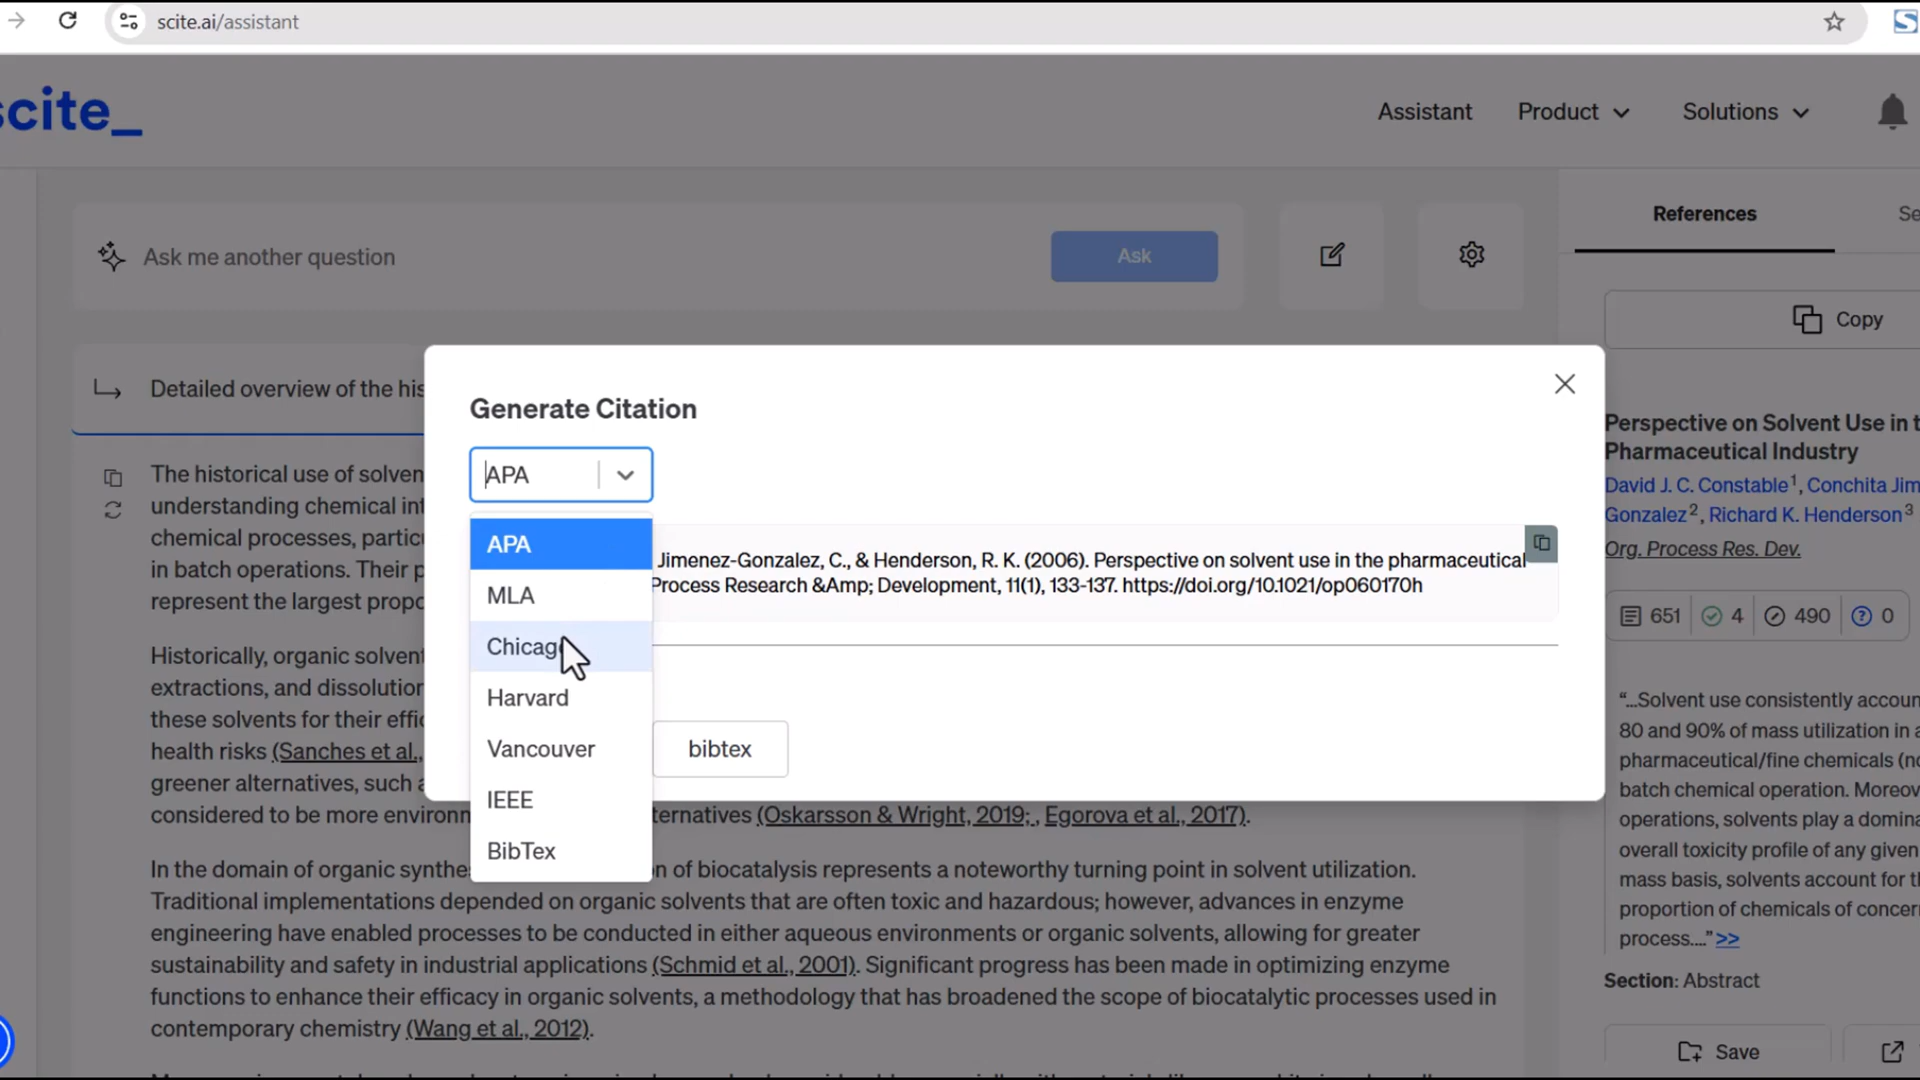 scite.ai/assistant
scite_
Assistant
Product
Solutions
Ask me another question
Ask
References
Copy
Detailed overview of the his
Generate Citation
APA
APA
MLA
Chicago
Harvard
Vancouver
IEEE
BibTex
Jimenez-Gonzalez, C., & Henderson, R. K. (2006). Perspective on solvent use in the pharmaceutical
Process Research &Amp; Development, 11(1), 133-137. https://doi.org/10.1021/op060170h
bibtex
The historical use of solven
understanding chemical in
chemical processes, partic
in batch operations. Their p
represent the largest propo
Historically, organic solven
extractions, and dissolution
these solvents for their effi
health risks (Sanches et al.,
greener alternatives, such a
considered to be more environ
ternatives (Oskarsson & Wright, 2019; , Egorova et al., 2017).
In the domain of organic synthe
n of biocatalysis represents a noteworthy turning point in solvent utilization.
Traditional implementations depended on organic solvents that are often toxic and hazardous; however, advances in enzyme
engineering have enabled processes to be conducted in either aqueous environments or organic solvents, allowing for greater
sustainability and safety in industrial applications (Schmid et al., 2001). Significant progress has been made in optimizing enzyme
functions to enhance their efficacy in organic solvents, a methodology that has broadened the scope of biocatalytic processes used in
contemporary chemistry (Wang et al., 2012).
Perspective on Solvent Use in t
Pharmaceutical Industry
David J. C. Constable1, Conchita Jim
Gonzalez2, Richard K. Henderson3
Org. Process Res. Dev.
651 4 490 0
"...Solvent use consistently accoun
80 and 90% of mass utilization in a
pharmaceutical/fine chemicals (no
batch chemical operation. Moreov
operations, solvents play a domina
overall toxicity profile of any given
mass basis, solvents account for th
proportion of chemicals of concer
process...." >>
Section: Abstract
Save